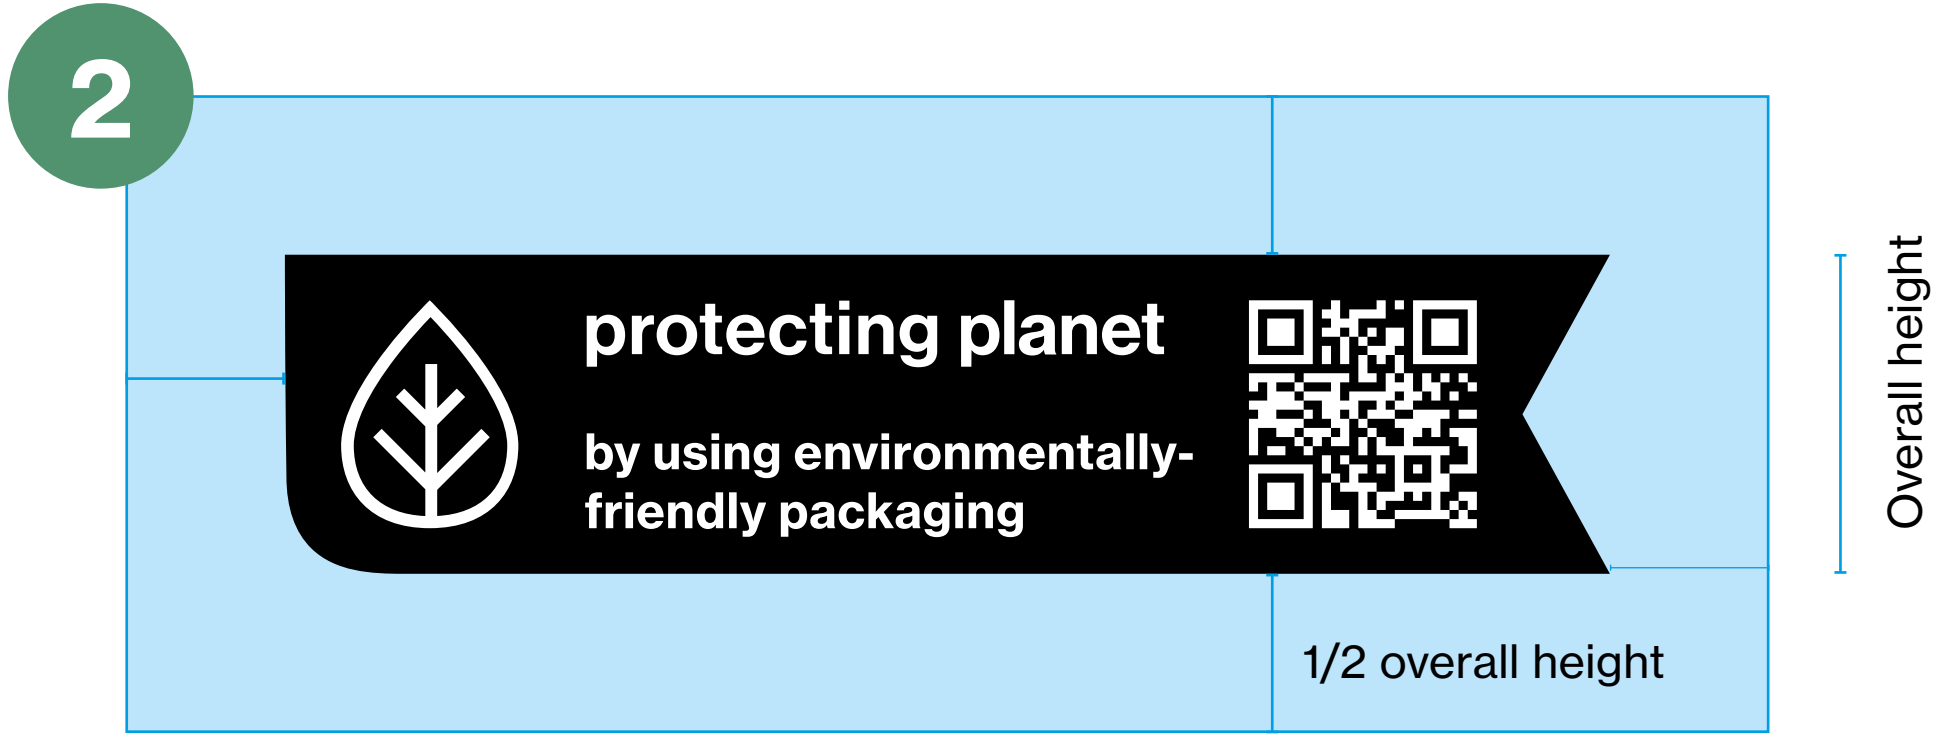 2
protecting planet
by using environmentally-
friendly packaging
Overall height
1/2 overall height